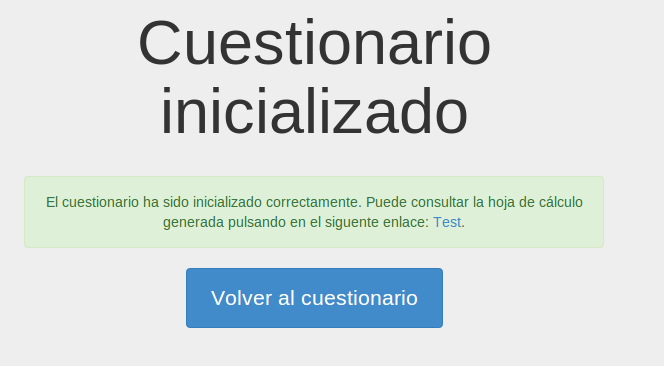 Cuestionario
inicializado
El cuestionario ha sido inicializado correctamente. Puede consultar la hoja de cálculo
generada pulsando en el siguente enlace: Test.
Volver al cuestionario